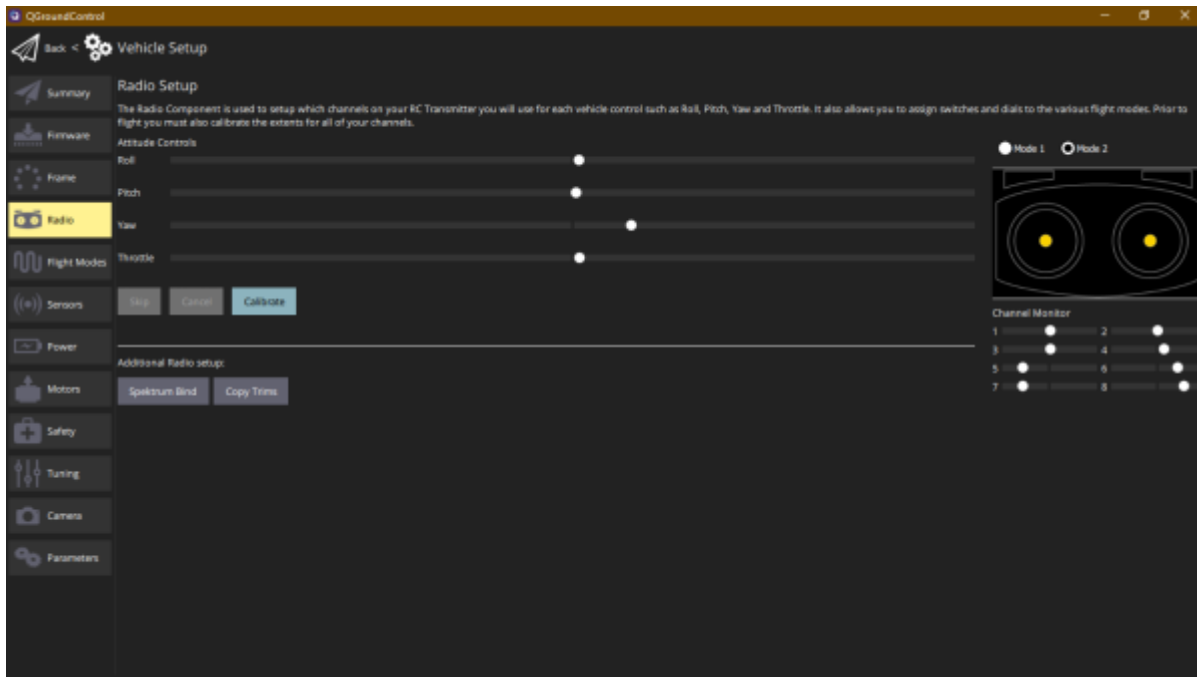 QGroundControl
Back < Vehicle Setup
Summary
Firmware
Frame
Radio
Flight Modes
Sensors
Power
Motors
Safety
Tuning
Camera
Parameters
Radio Setup
The Radio Component is used to setup which channels on your RC Transmitter you will use for each vehicle control such as Roll, Pitch, Yaw and Throttle. It also allows you to assign switches and dials to the various flight modes. Prior to
flight you must also calibrate the extents for all of your channels.
Attitude Controls
Roll
Pitch
Yaw
Throttle
Skip Cancel Calibrate
Additional Radio setup:
Spektrum Bind Copy Trims
Mode 1 Mode 2
Channel Monitor
1 2
3 4
5 6
7 8